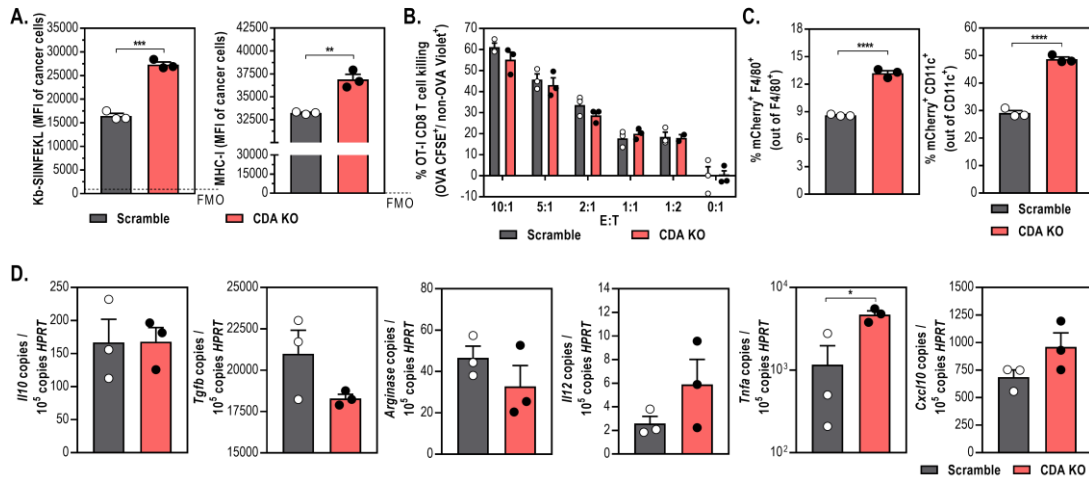 A.
Kb-SIINFEKL (MFI of cancer cells)
35000
30000
25000
20000
15000
10000
5000
0
***
FMO
MHC-I (MFI of cancer cells)
42500
40000
37500
35000
32500
30000
15000
10000
5000
0
**
FMO
Scramble
CDA KO
B.
% OT-I CD8 T cell killing
(OVA CFSE⁺/ non-OVA Violet⁺)
70
60
50
40
30
20
10
0
-10
10:1 5:1 2:1 1:1 1:2 0:1
E:T
Scramble
CDA KO
C.
% mCherry⁺ F4/80⁺
(out of F4/80⁺)
18
15
12
9
6
3
0
****
% mCherry⁺ CD11c⁺
(out of CD11c⁺)
60
50
40
30
20
10
0
****
Scramble
CDA KO
D.
Il10 copies /
10⁵ copies HPRT
250
200
150
100
50
0
Tgfb copies /
10⁵ copies HPRT
25000
23000
21000
19000
17000
15000
Arginase copies /
10⁵ copies HPRT
80
60
40
20
0
Il12 copies /
10⁵ copies HPRT
14
12
10
8
6
4
2
0
Tnfa copies /
10⁵ copies HPRT
10⁴
10³
10²
*
Cxcl10 copies /
10⁵ copies HPRT
1500
1250
1000
750
500
250
0
Scramble
CDA KO